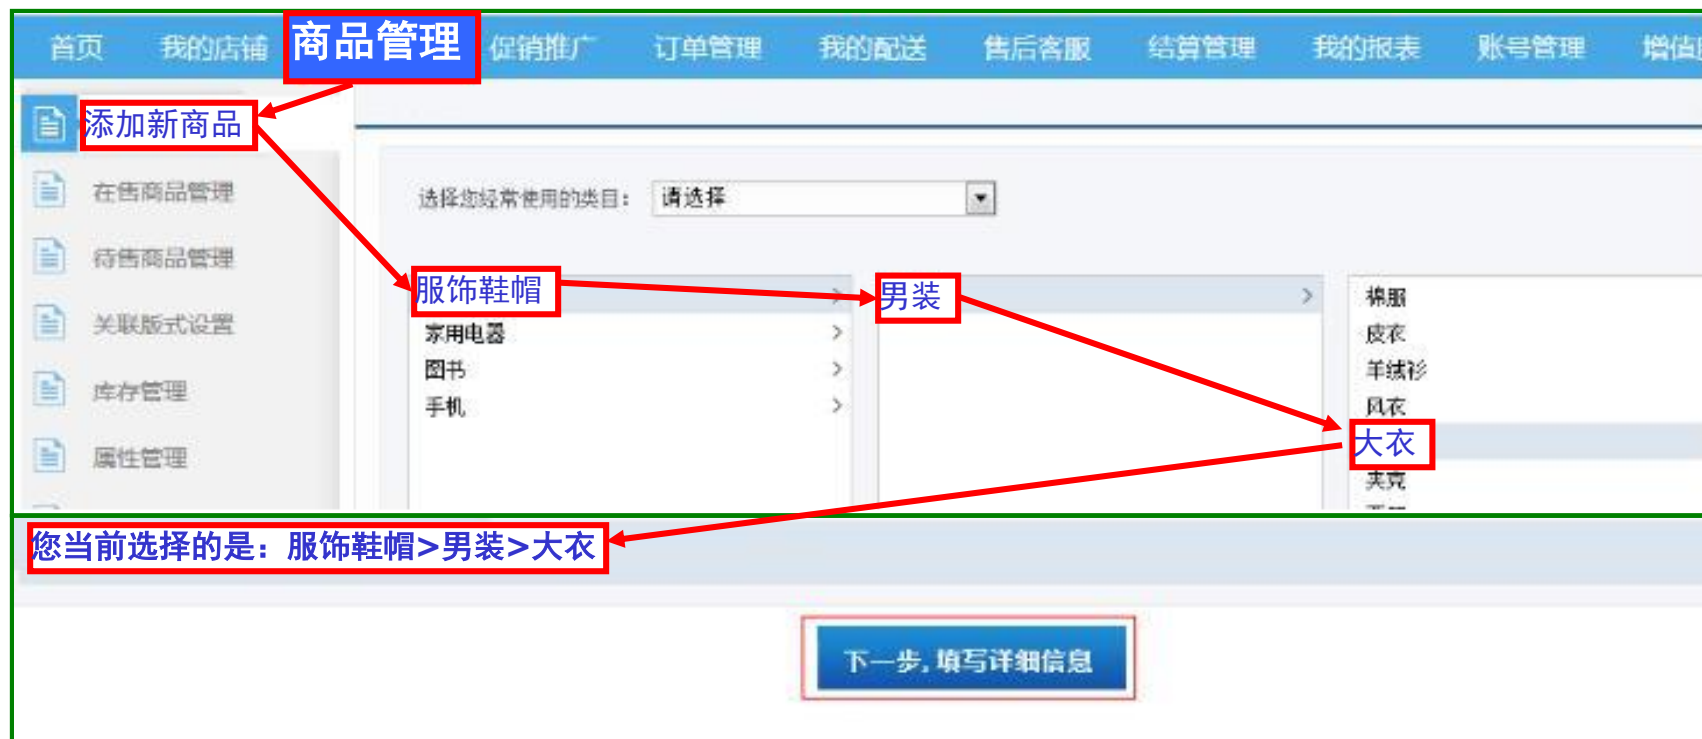 首页 我的店铺 商品管理 促销推广 订单管理 我的配送 售后客服 结算管理 我的报表 账号管理 增值
添加新商品
在售商品管理
待售商品管理
关联版式设置
库存管理
属性管理
选择您经常使用的类目： 请选择
服饰鞋帽 >
家用电器 >
图书 >
手机 >
男装 >
棉服
皮衣
羊绒衫
风衣
大衣
夹克
您当前选择的是：服饰鞋帽>男装>大衣
下一步,填写详细信息